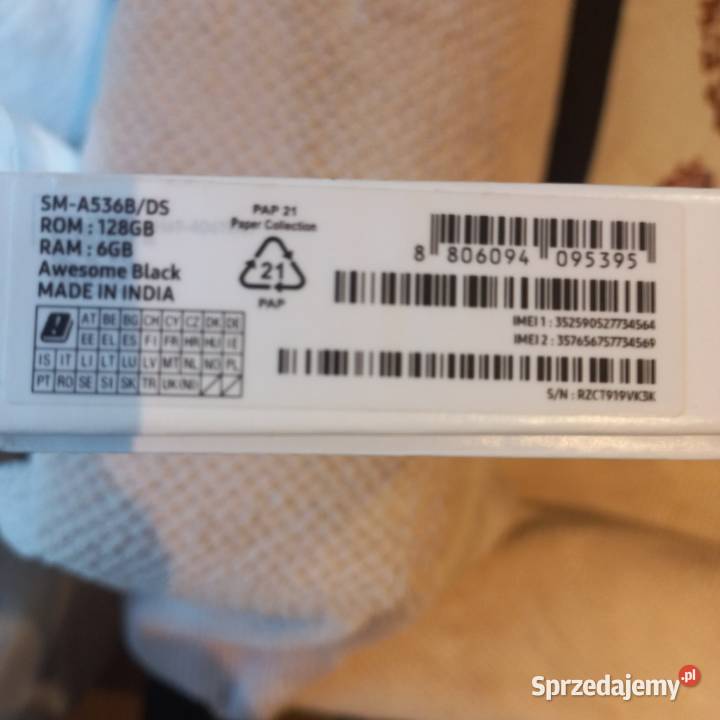 SM-A536B/DS
ROM : 128GB
RAM : 6GB
Awesome Black
MADE IN INDIA
PAP 21
Paper Collection
21
PAP
8 806094 095395
IMEI 1 : 352590527734564
IMEI 2 : 357656757734569
S/N : RZCT919VK3K
AT BE BG CH CY CZ DK DE
EE EL ES FI FR HR HU IE
IS IT LI LT LU LV MT NL NO PL
PT RO SE SI SK TR UK(NI)
Sprzedajemy.pl